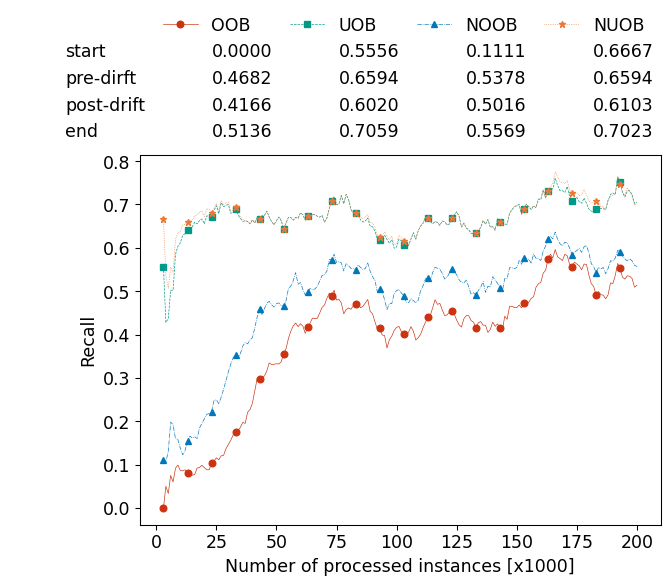 OOB UOB NOOB NUOB
start 0.0000 0.5556 0.1111 0.6667
pre-dirft 0.4682 0.6594 0.5378 0.6594
post-drift 0.4166 0.6020 0.5016 0.6103
end 0.5136 0.7059 0.5569 0.7023
0.8
0.7
0.6
0.5
0.4
0.3
0.2
0.1
0.0
Recall
0 25 50 75 100 125 150 175 200
Number of processed instances [x1000]